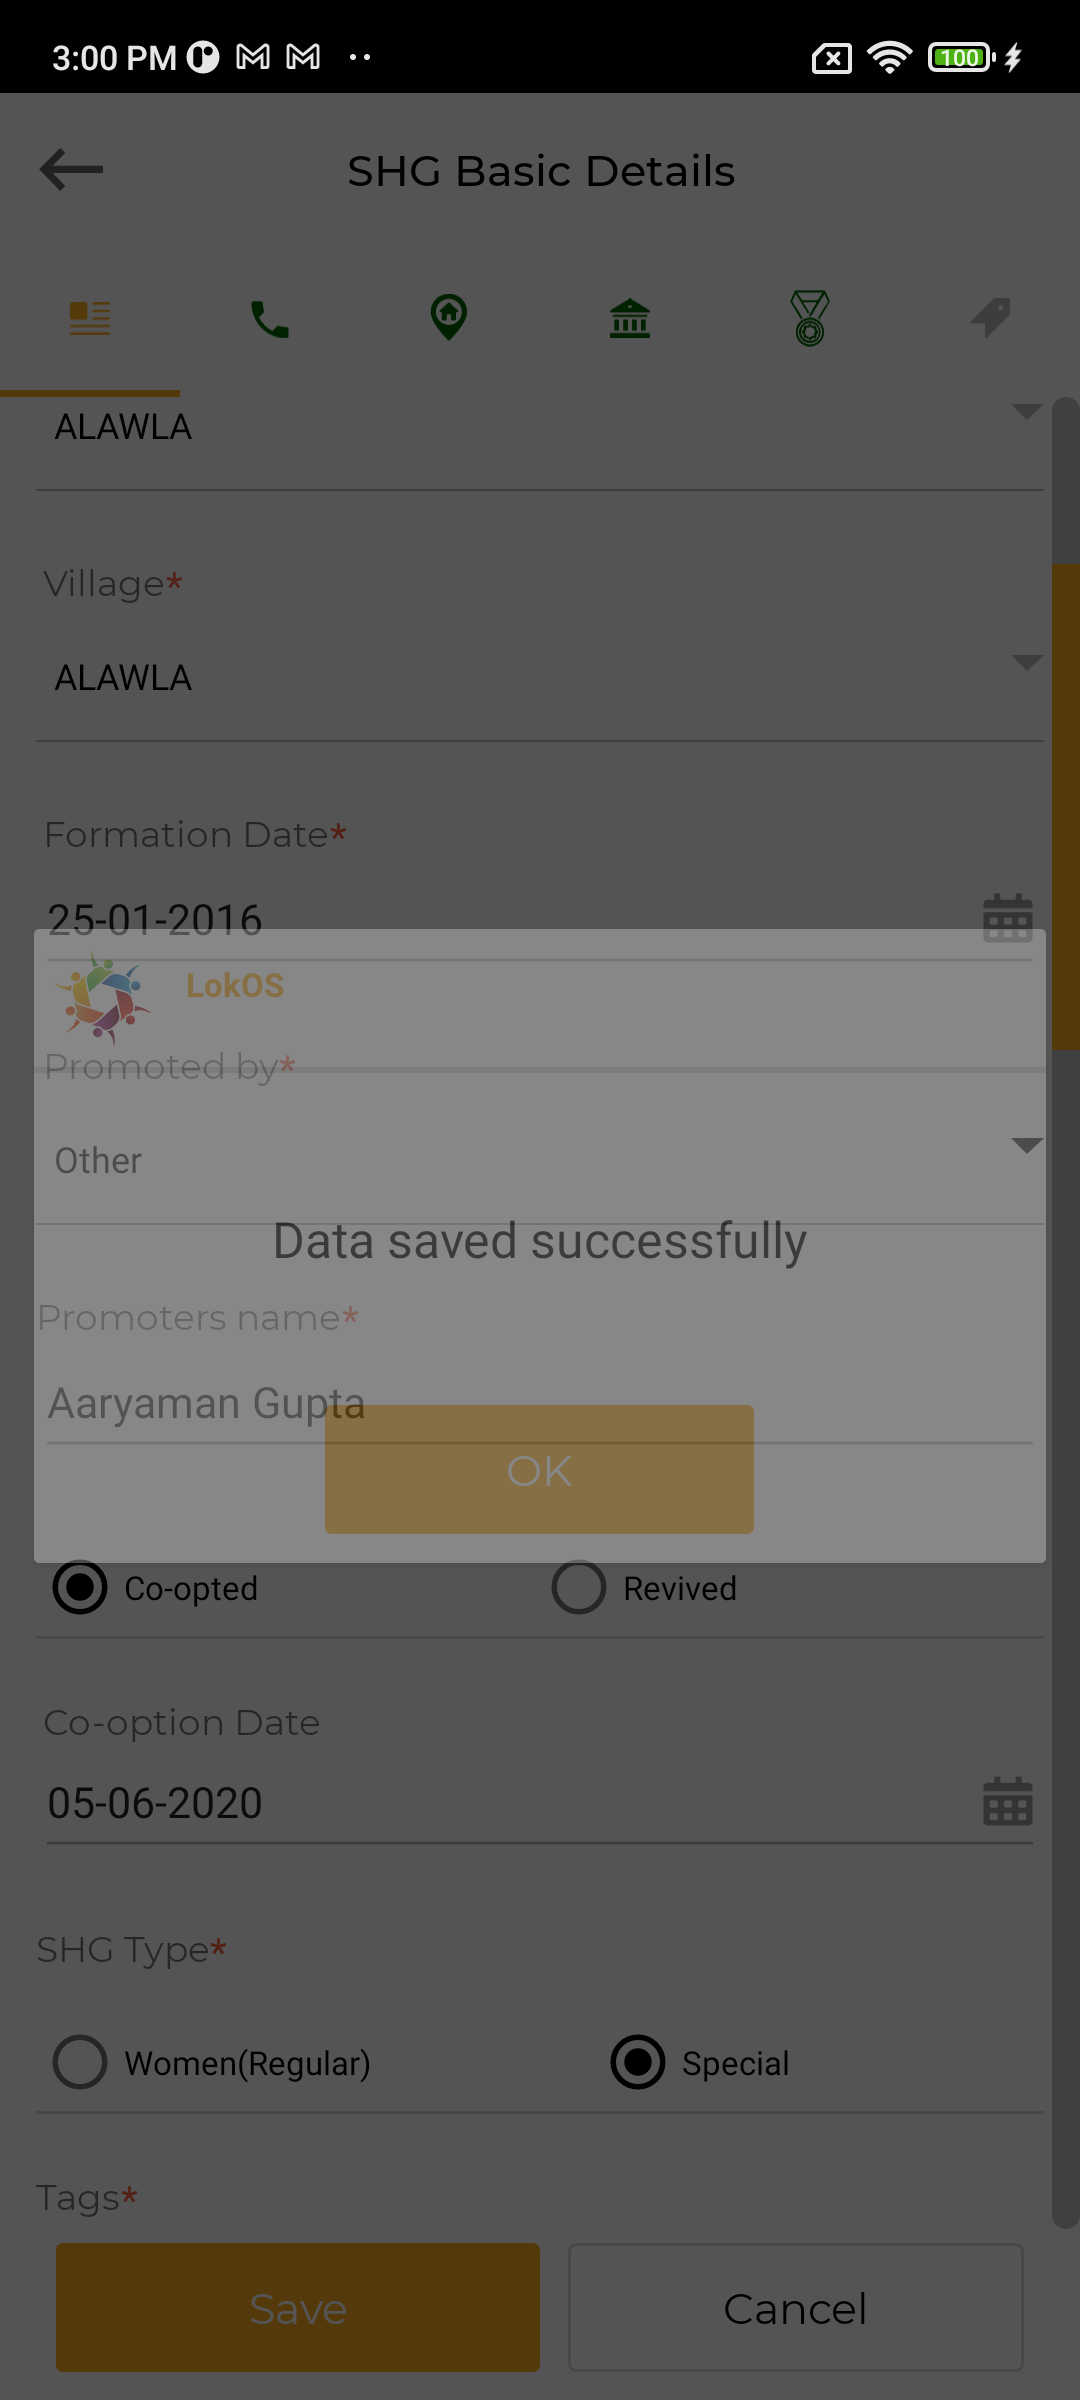 3:00 PM
100
SHG Basic Details
ALAWLA
Village*
ALAWLA
Formation Date*
25-01-2016
LokOS
Promoted by*
Other
Data saved successfully
Promoters name*
Aaryaman Gupta
OK
Co-opted Revived
Co-option Date
05-06-2020
SHG Type*
Women(Regular) Special
Tags*
Save Cancel